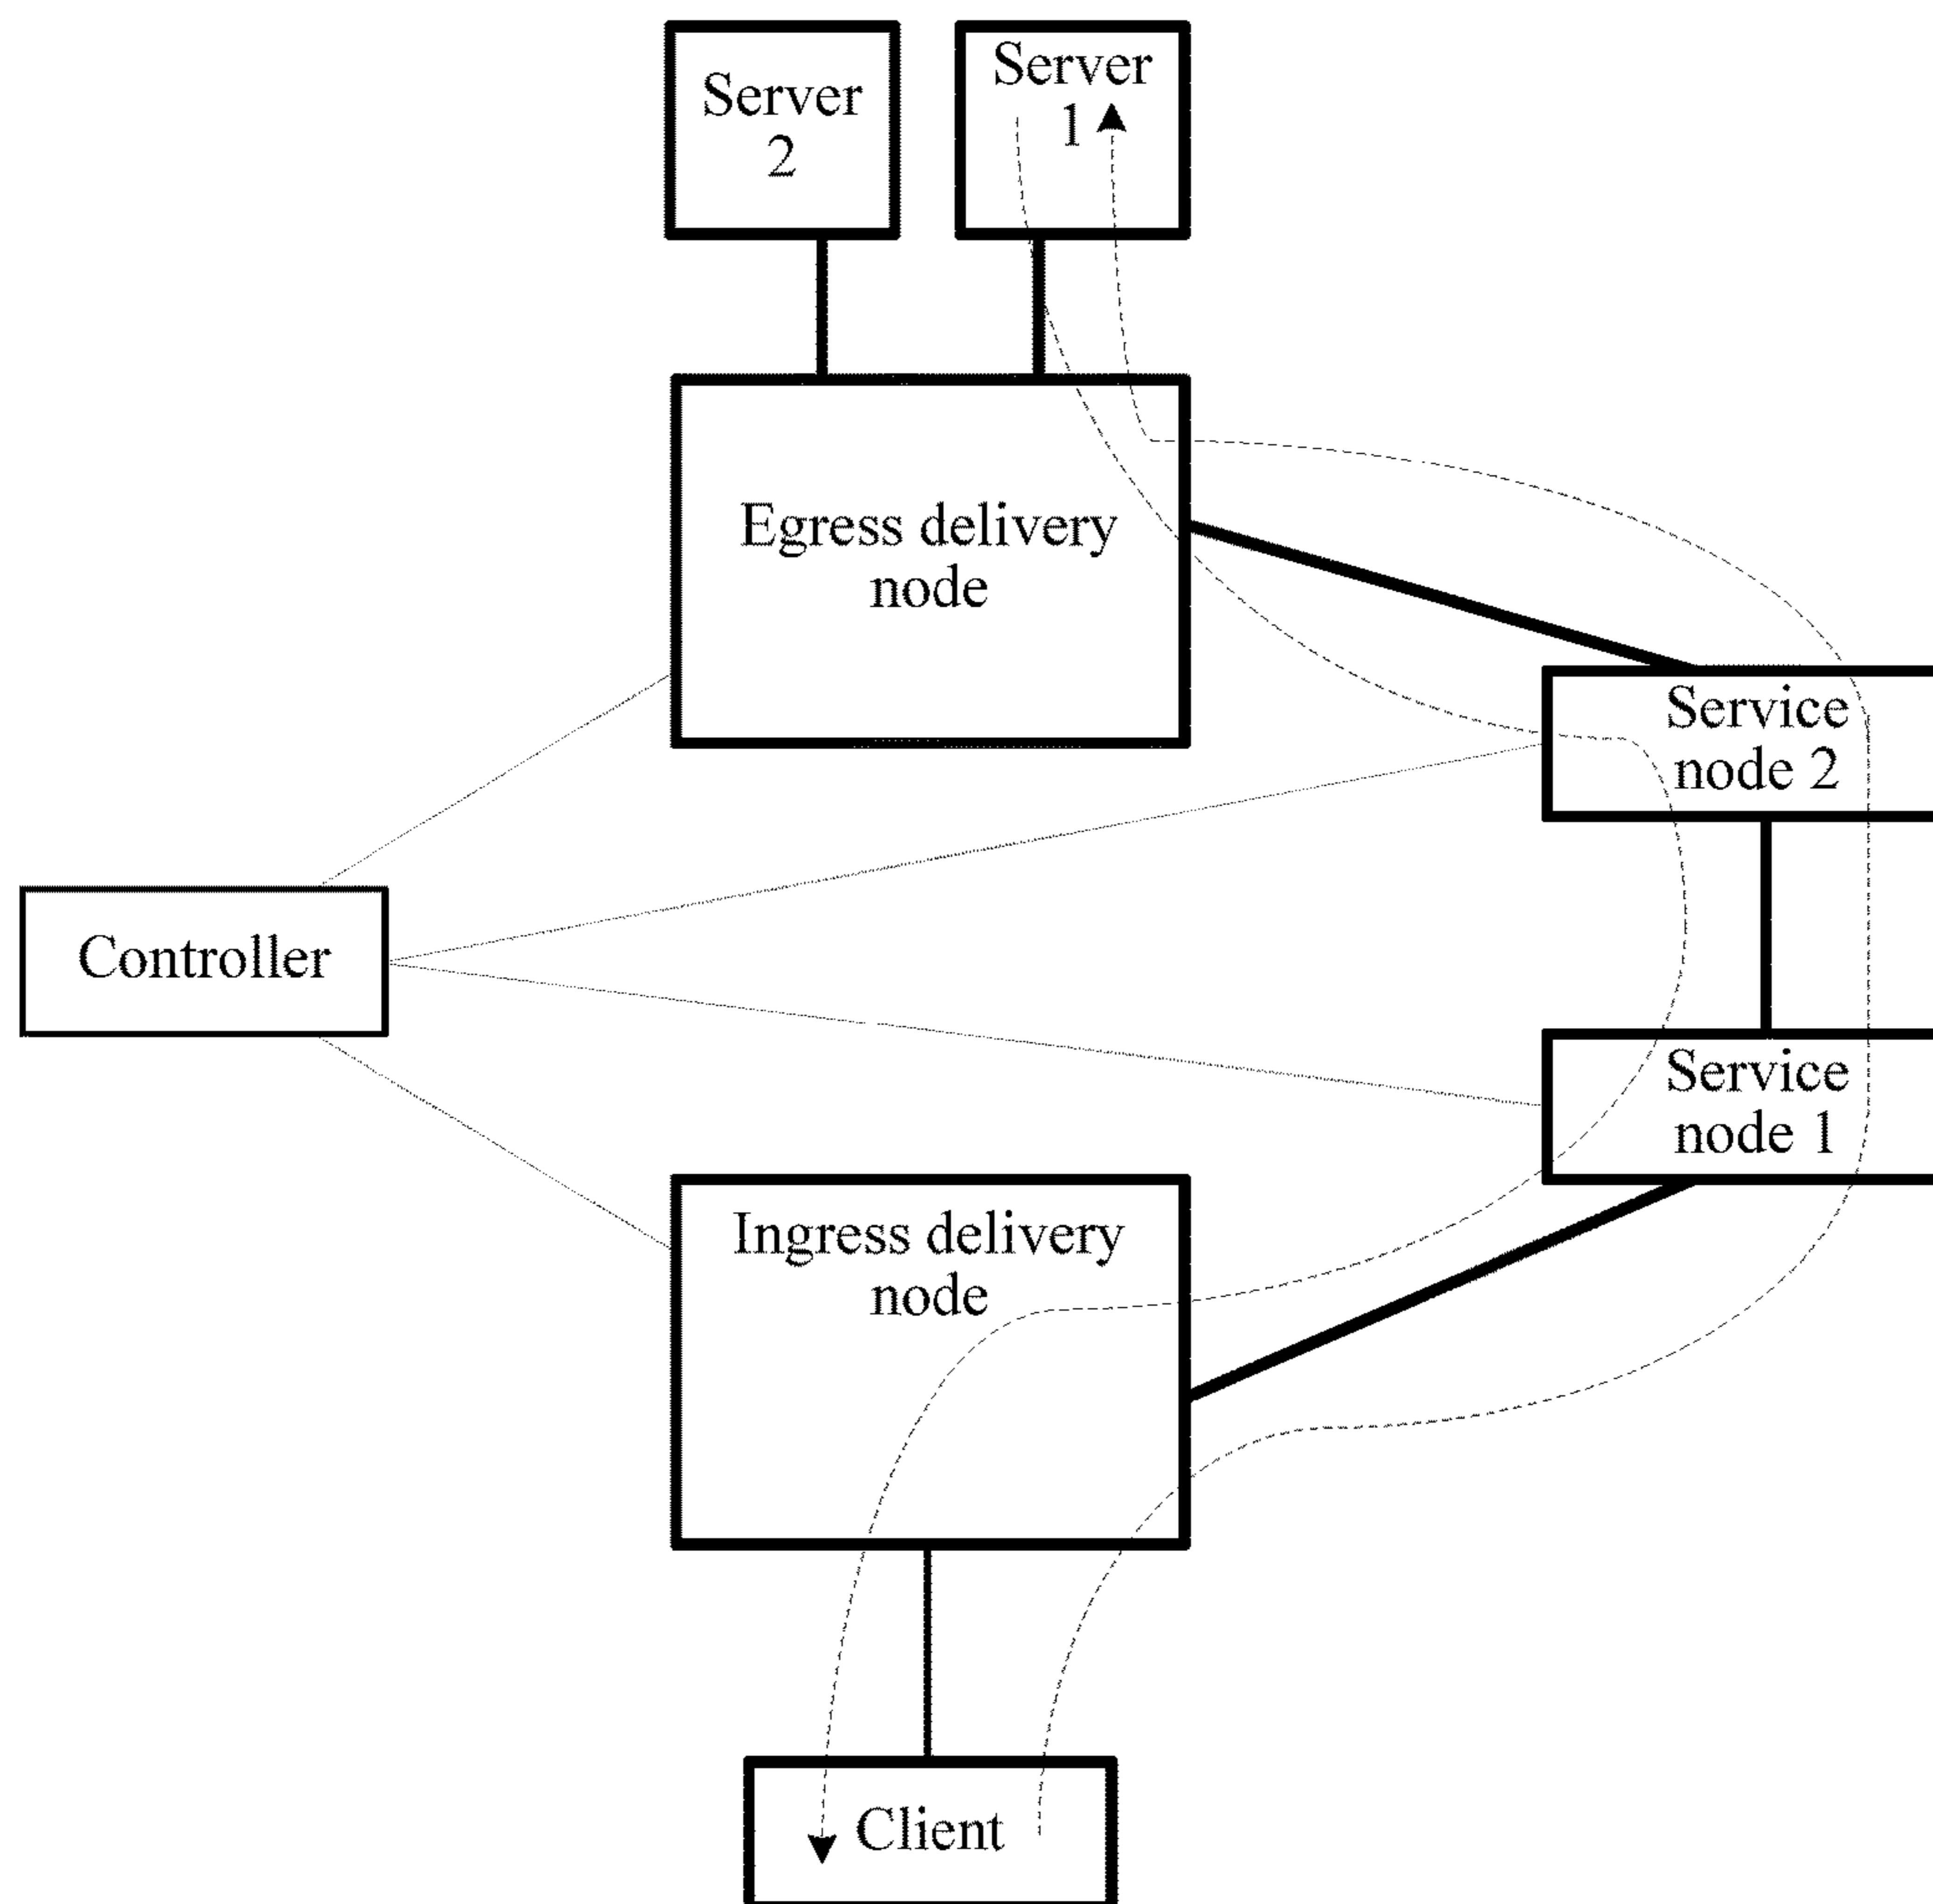 Server
2
Server
1
Egress delivery
node
Service
node 2
Controller
Service
node 1
Ingress delivery
node
Client